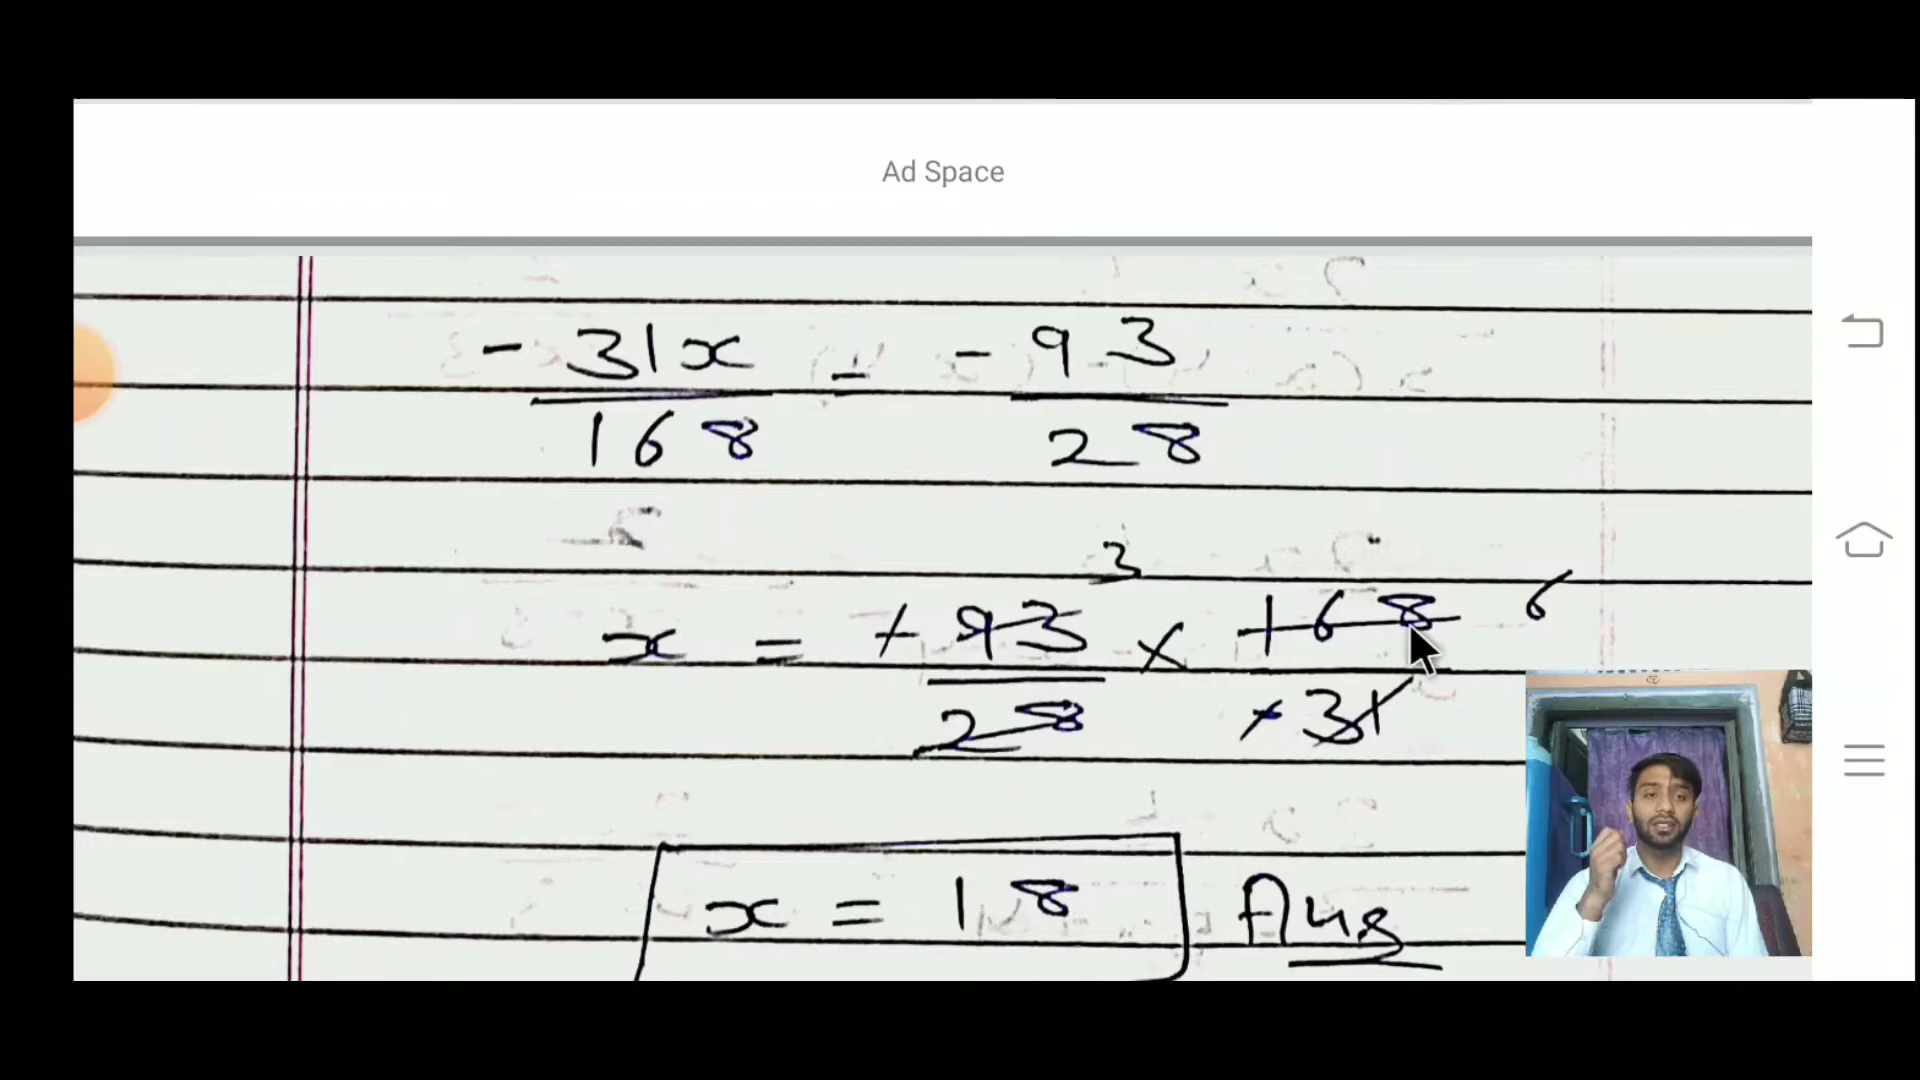 Ad Space
- 31x = - 93
168 28
3
x = + 93 × 168 6
28 - 31
x = 18 Ans